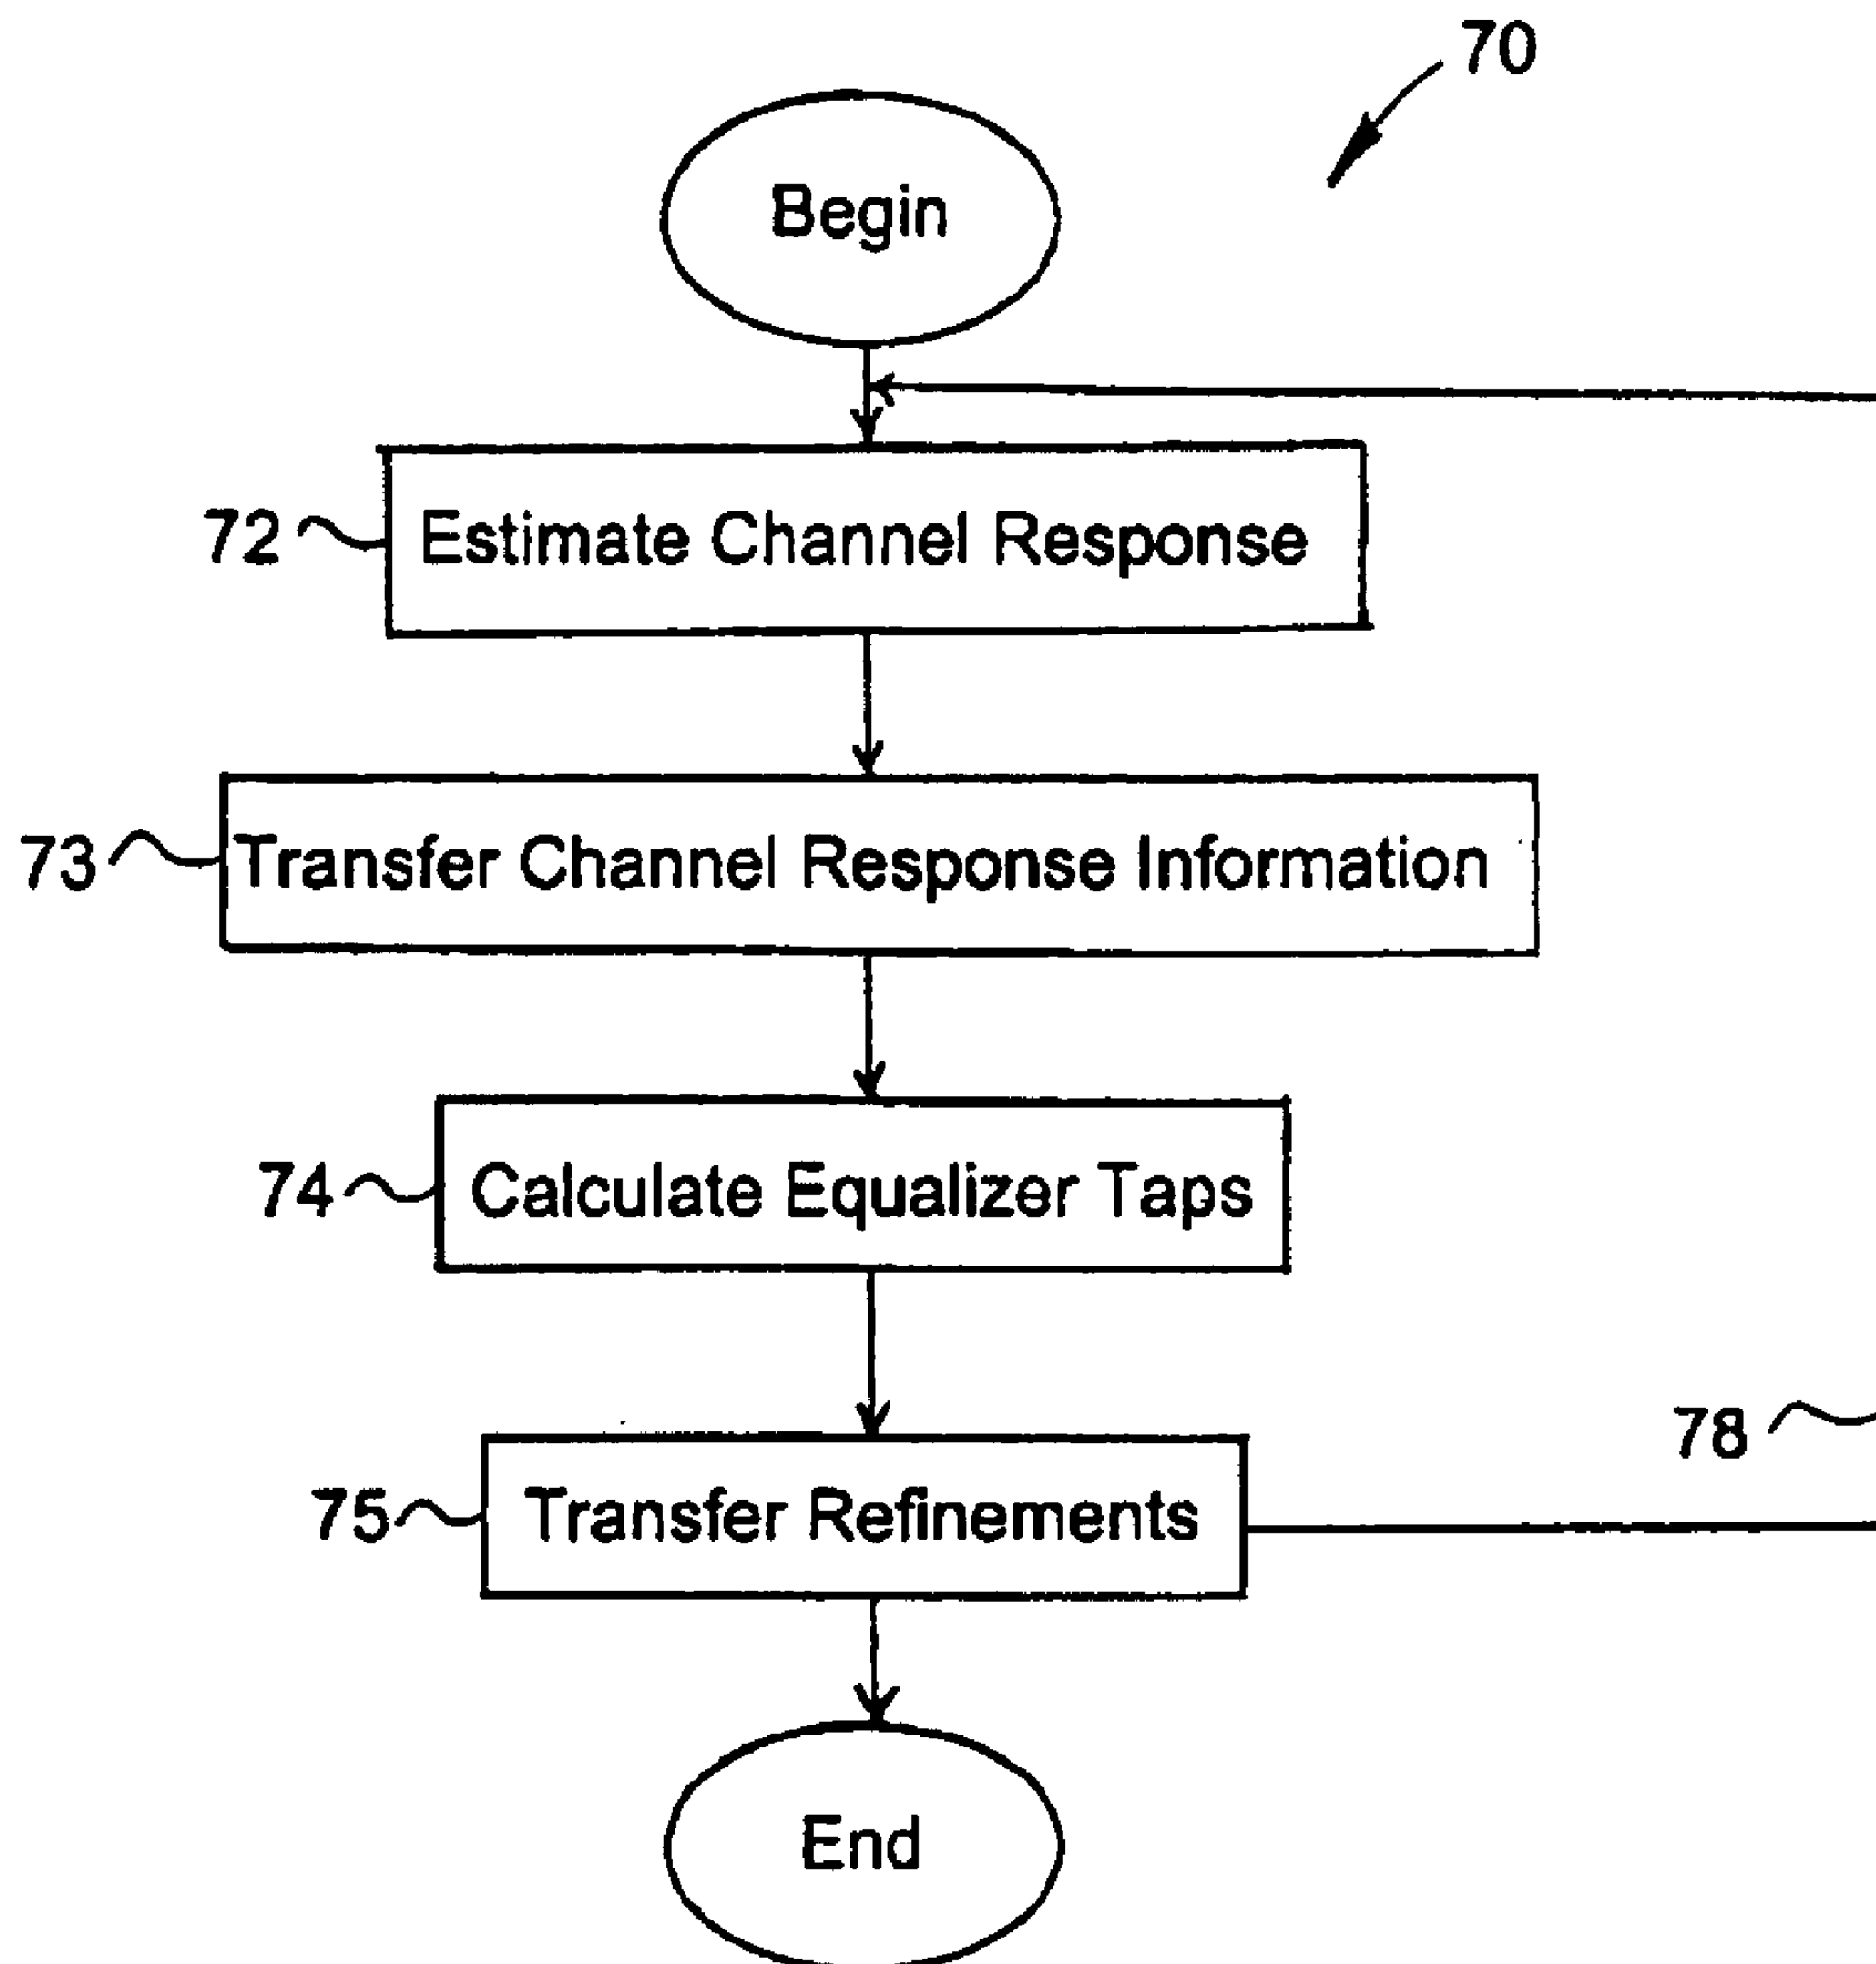 70
Begin
72 Estimate Channel Response
73 Transfer Channel Response Information
74 Calculate Equalizer Taps
78
75 Transfer Refinements
End